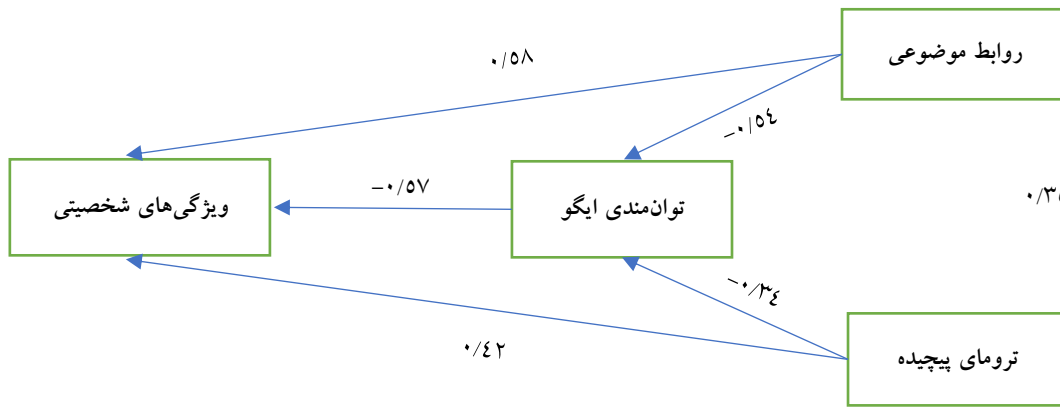 روابط موضوعی
۰/۵۸
-۰/۵٤
ویژگی‌های شخصیتی
-۰/۵۷
توان‌مندی ایگو
-۰/۳٤
۰/٤۲
ترومای پیچیده